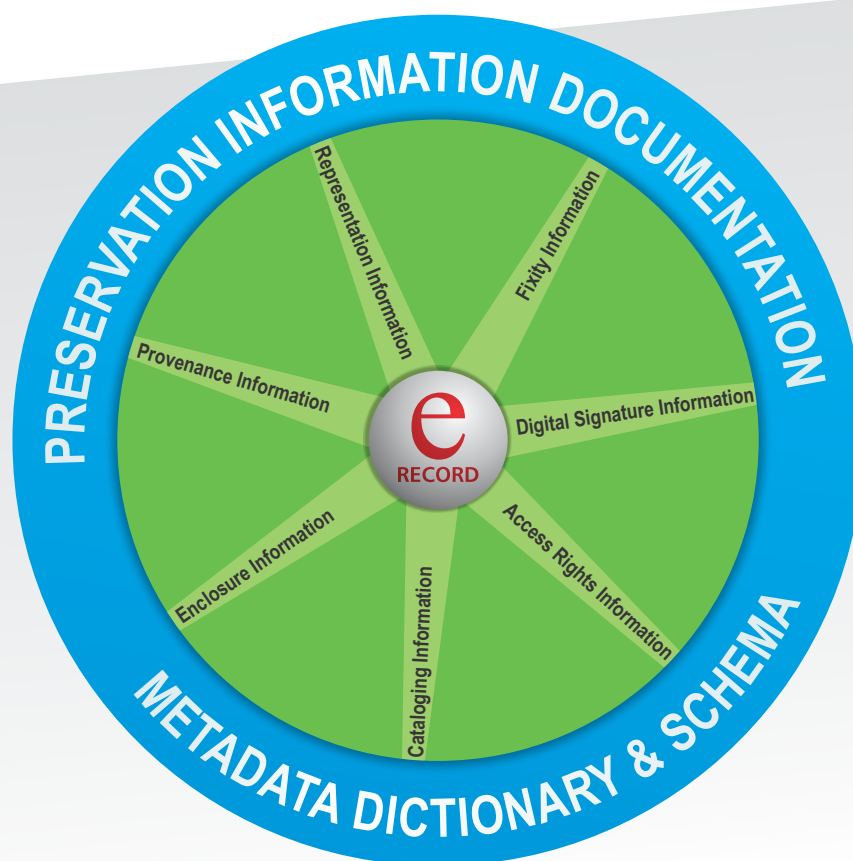 PRESERVATION INFORMATION DOCUMENTATION
Representation Information
Fixity Information
Provenance Information
Digital Signature Information
e
RECORD
Enclosure Information
Access Rights Information
Cataloging Information
METADATA DICTIONARY & SCHEMA